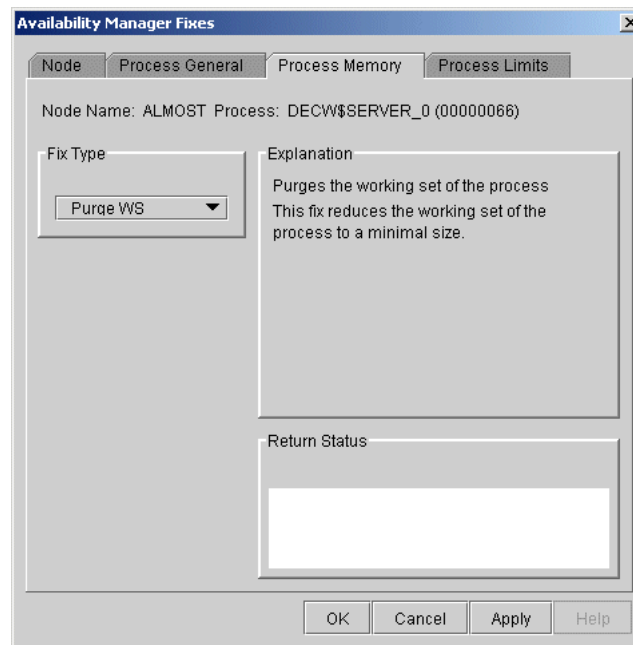 Availability Manager Fixes
Node Process General Process Memory Process Limits
Node Name: ALMOST Process: DECW$SERVER_0 (00000066)
Fix Type
Purge WS
Explanation
Purges the working set of the process
This fix reduces the working set of the
process to a minimal size.
Return Status
OK Cancel Apply Help